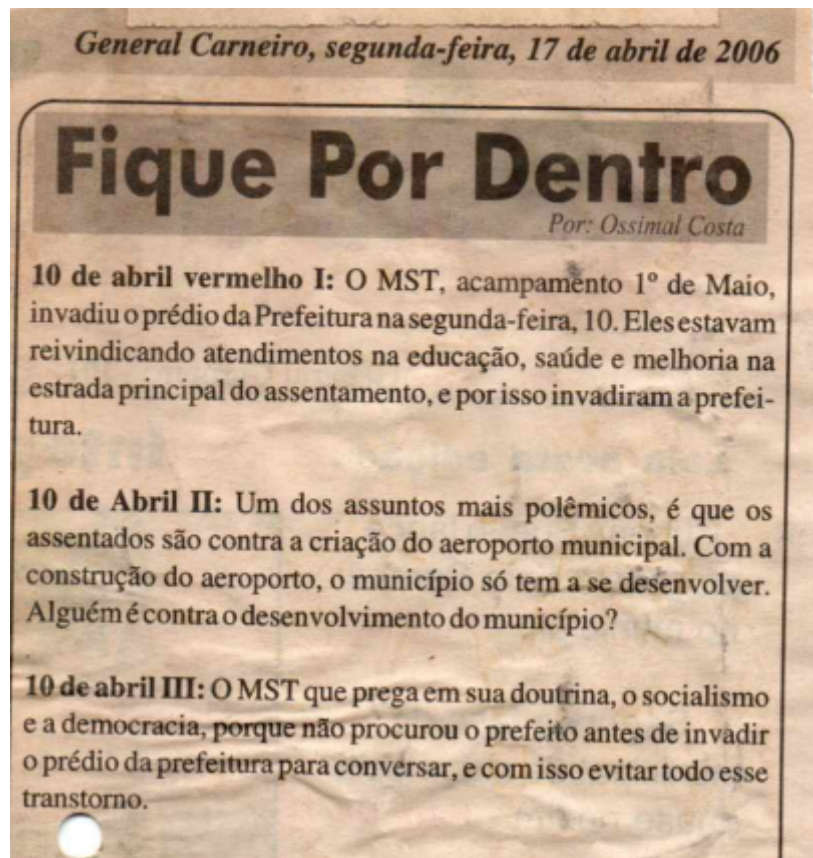 General Carneiro, segunda-feira, 17 de abril de 2006
Fique Por Dentro
Por: Ossimal Costa
10 de abril vermelho I: O MST, acampamento 1º de Maio,
invadiu o prédio da Prefeitura na segunda-feira, 10. Eles estavam
reivindicando atendimentos na educação, saúde e melhoria na
estrada principal do assentamento, e por isso invadiram a prefei-
tura.
10 de Abril II: Um dos assuntos mais polêmicos, é que os
assentados são contra a criação do aeroporto municipal. Com a
construção do aeroporto, o município só tem a se desenvolver.
Alguém é contra o desenvolvimento do município?
10 de abril III: O MST que prega em sua doutrina, o socialismo
e a democracia, porque não procurou o prefeito antes de invadir
o prédio da prefeitura para conversar, e com isso evitar todo esse
transtorno.